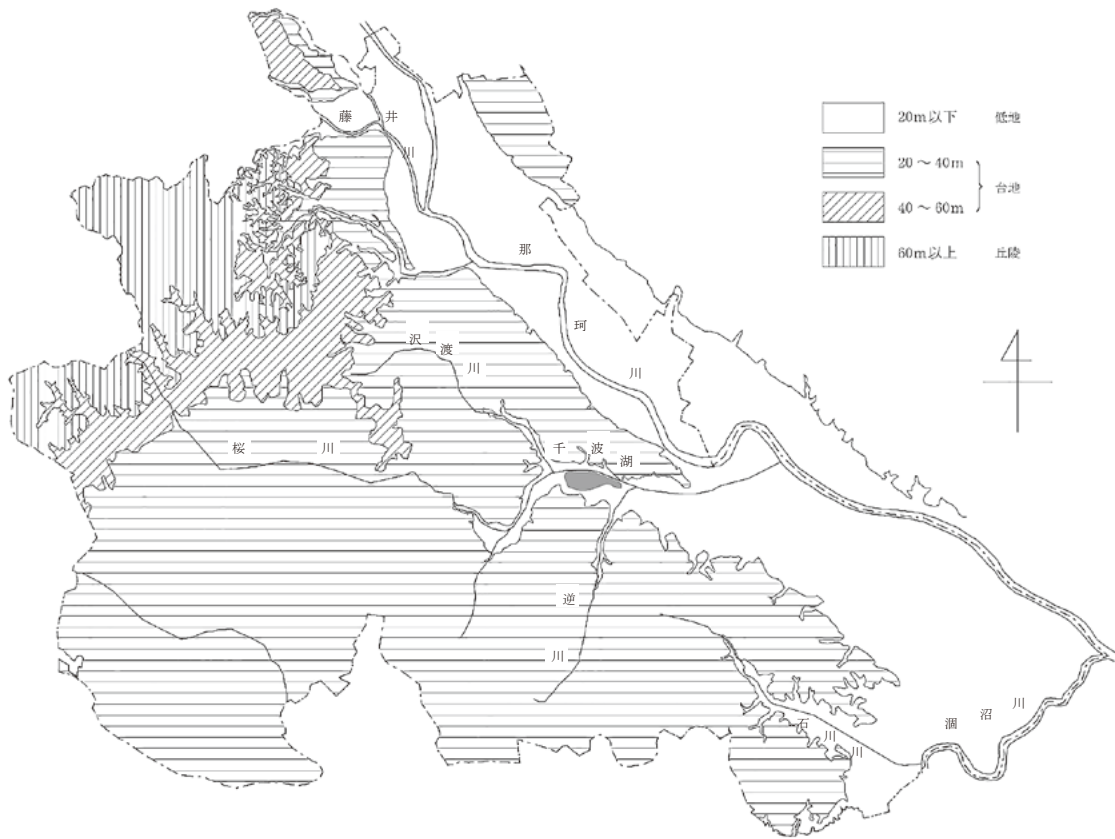 20m以下 低地
20～40m
台地
40～60m
60m以上 丘陵
藤井川
那珂川
沢渡川
桜川
千波湖
逆川
石川川
涸沼川